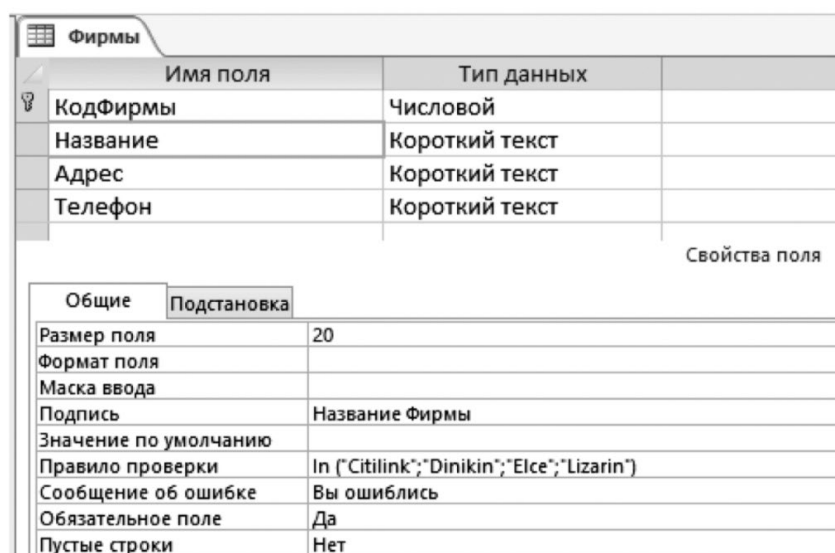 Фирмы
Имя поля Тип данных
КодФирмы Числовой
Название Короткий текст
Адрес Короткий текст
Телефон Короткий текст
Свойства поля
Общие Подстановка
Размер поля 20
Формат поля
Маска ввода
Подпись Название Фирмы
Значение по умолчанию
Правило проверки In ("Citilink";"Dinikin";"Elce";"Lizarin")
Сообщение об ошибке Вы ошиблись
Обязательное поле Да
Пустые строки Нет